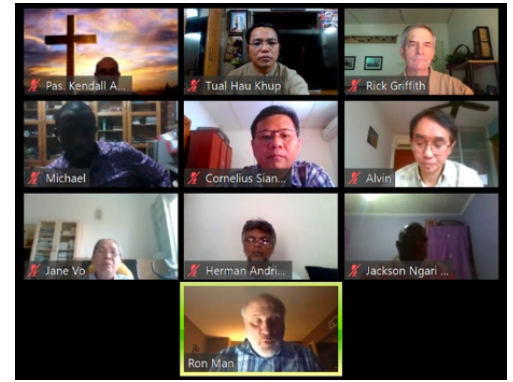 Pas. Kendall A...
Tual Hau Khup
Rick Griffith
Michael
Cornelius Sian...
Alvin
Jane Vo
Herman Andri...
Jackson Ngari ...
Ron Man